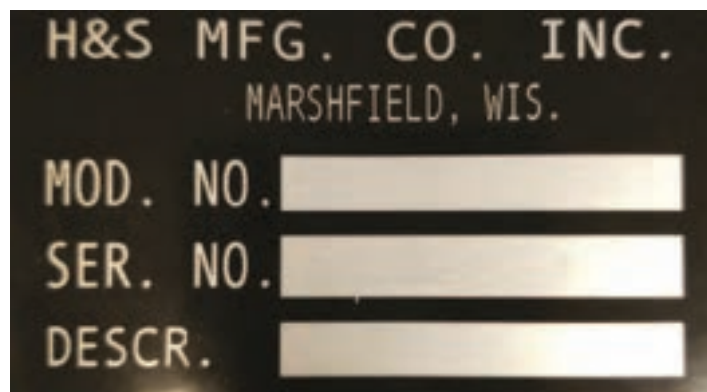 H&S MFG. CO. INC.
MARSHFIELD, WIS.
MOD. NO.
SER. NO.
DESCR.